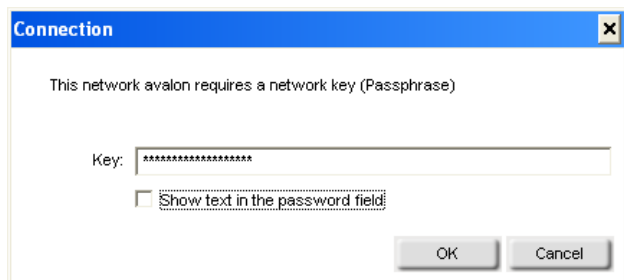 Connection
This network avalon requires a network key (Passphrase)
Key: *******************
Show text in the password field
OK Cancel